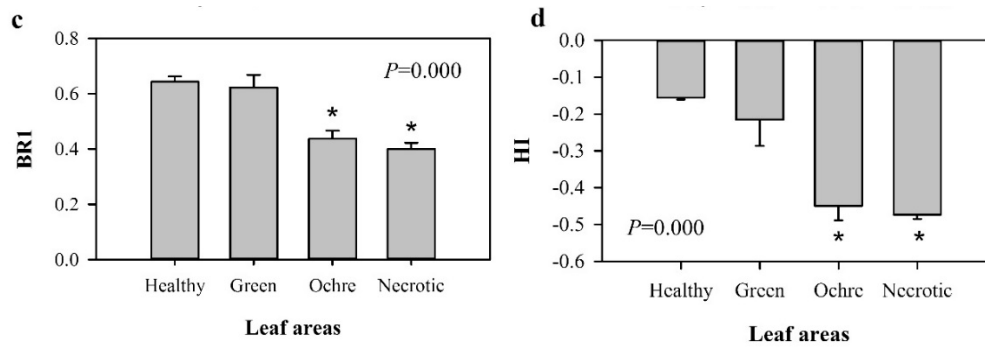 c
0.8
0.6
0.4
0.2
0.0
BR1
P=0.000
*
*
Healthy Green Ochre Necrotic
Leaf areas
d
0.0
-0.1
-0.2
-0.3
-0.4
-0.5
-0.6
HI
P=0.000
*
*
Healthy Green Ochre Necrotic
Leaf areas